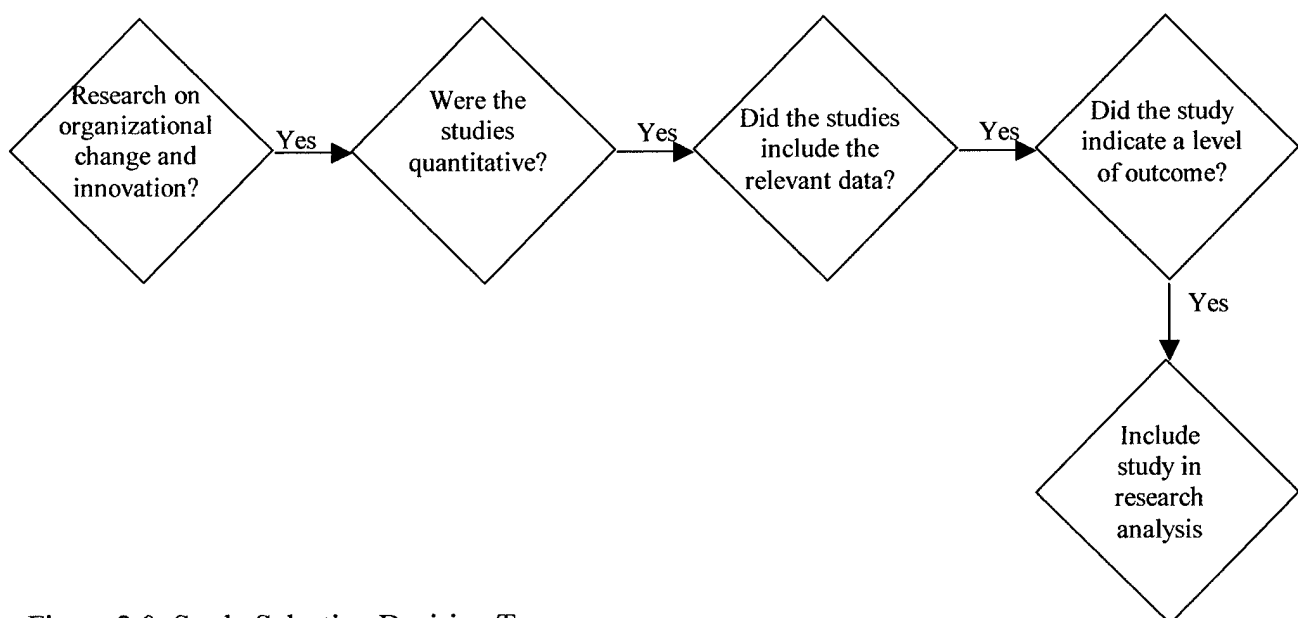 Research on
organizational
change and
innovation?
Yes
Were the
studies
quantitative?
Yes
Did the studies
include the
relevant data?
Yes
Did the study
indicate a level
of outcome?
Yes
Include
study in
research
analysis